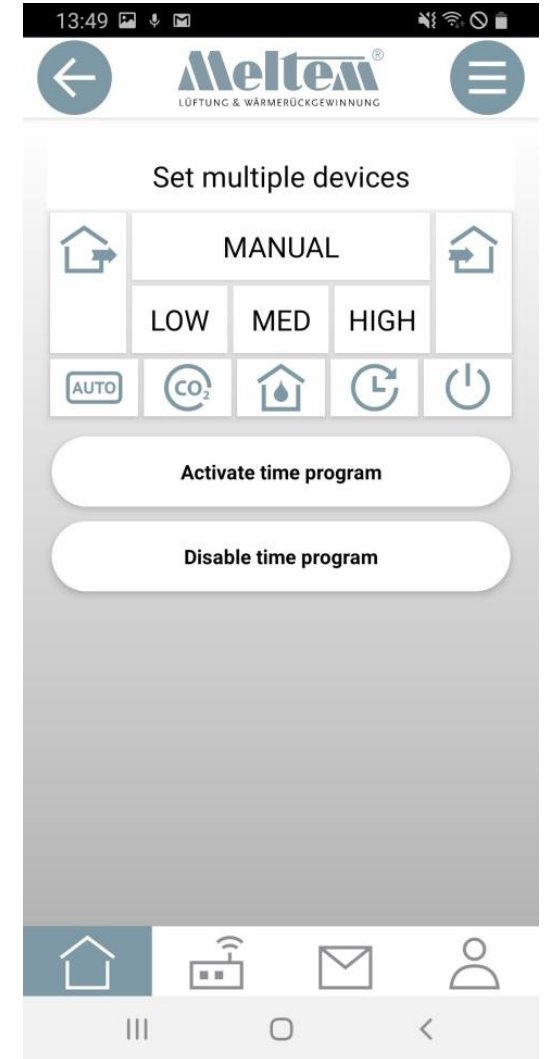 13:49
Meltem®
LÜFTUNG & WÄRMERÜCKGEWINNUNG
Set multiple devices
MANUAL
LOW MED HIGH
AUTO CO₂
Activate time program
Disable time program